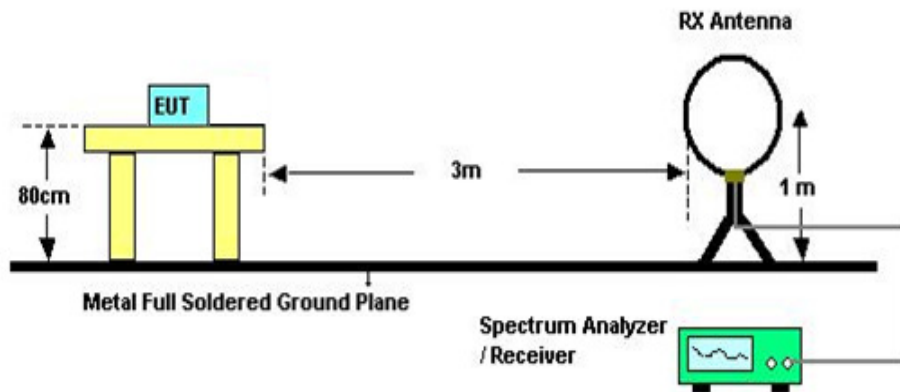 RX Antenna
EUT
80cm
3m
1 m
Metal Full Soldered Ground Plane
Spectrum Analyzer
/ Receiver